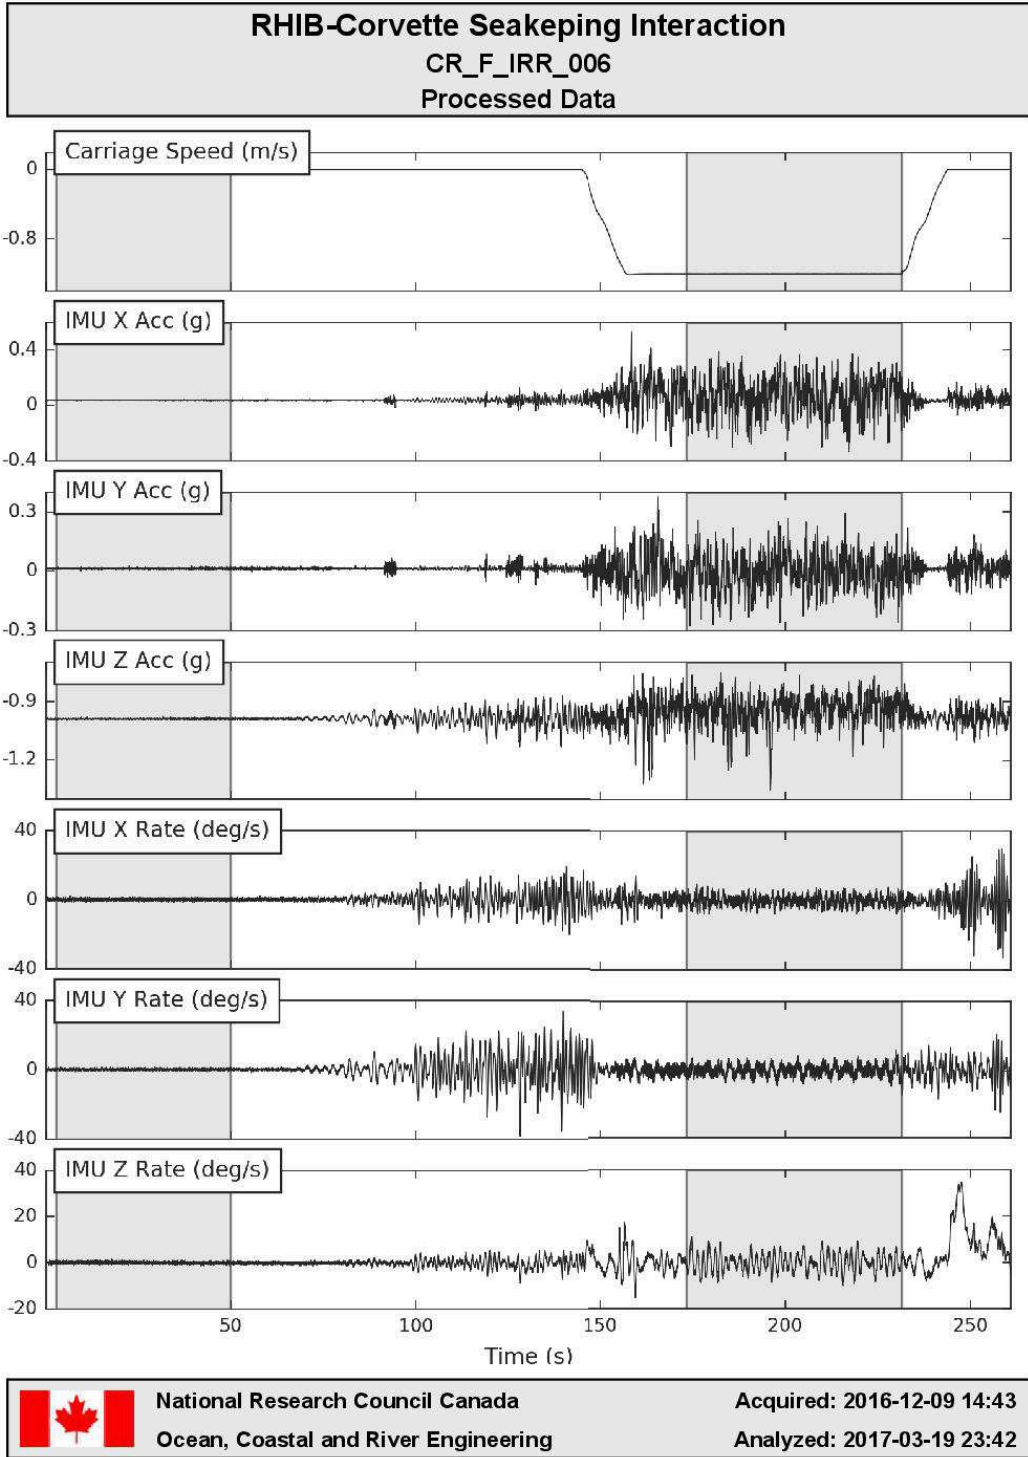 RHIB-Corvette Seakeping Interaction
CR_F_IRR_006
Processed Data
Carriage Speed (m/s)
0
-0.8
IMU X Acc (g)
0.4
0
-0.4
IMU Y Acc (g)
0.3
0
-0.3
IMU Z Acc (g)
-0.9
-1.2
IMU X Rate (deg/s)
40
0
-40
IMU Y Rate (deg/s)
40
0
-40
IMU Z Rate (deg/s)
40
20
0
-20
50 100 150 200 250
Time (s)
National Research Council Canada Acquired: 2016-12-09 14:43
Ocean, Coastal and River Engineering Analyzed: 2017-03-19 23:42